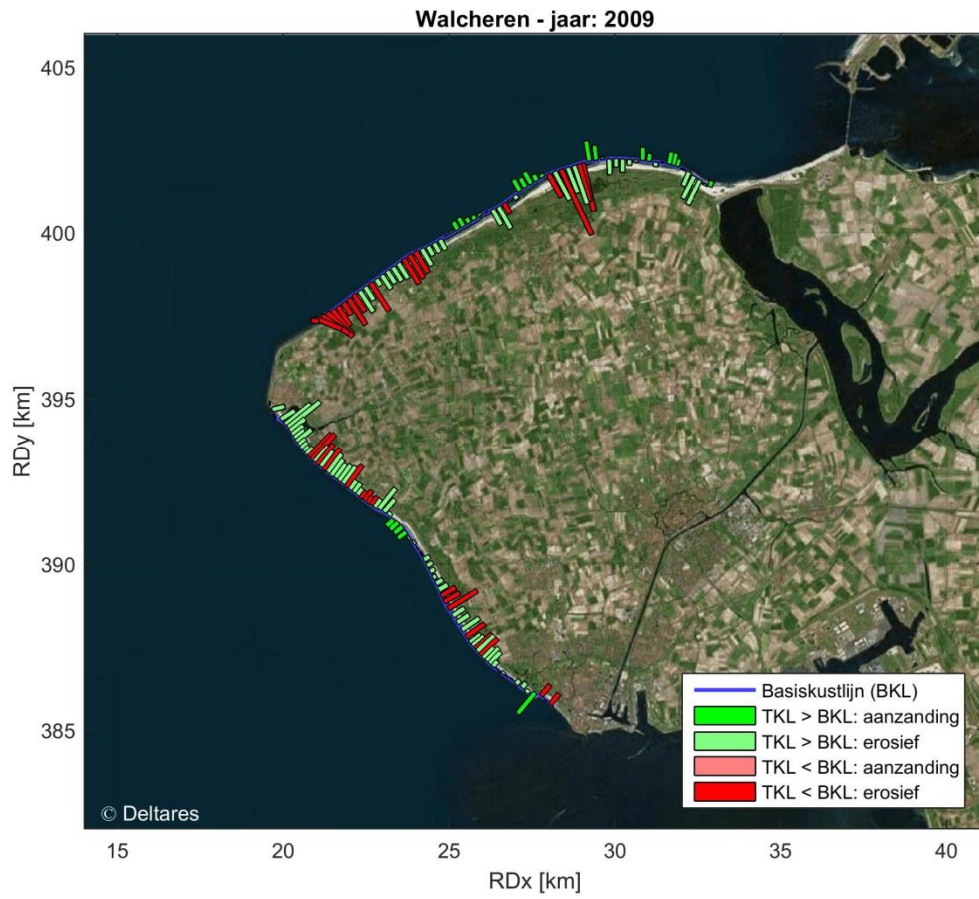 Walcheren - jaar: 2009
405
400
395
390
385
RDy [km]
Basiskustlijn (BKL)
TKL > BKL: aanzanding
TKL > BKL: erosief
TKL < BKL: aanzanding
TKL < BKL: erosief
© Deltares
15 20 25 30 35 40
RDx [km]